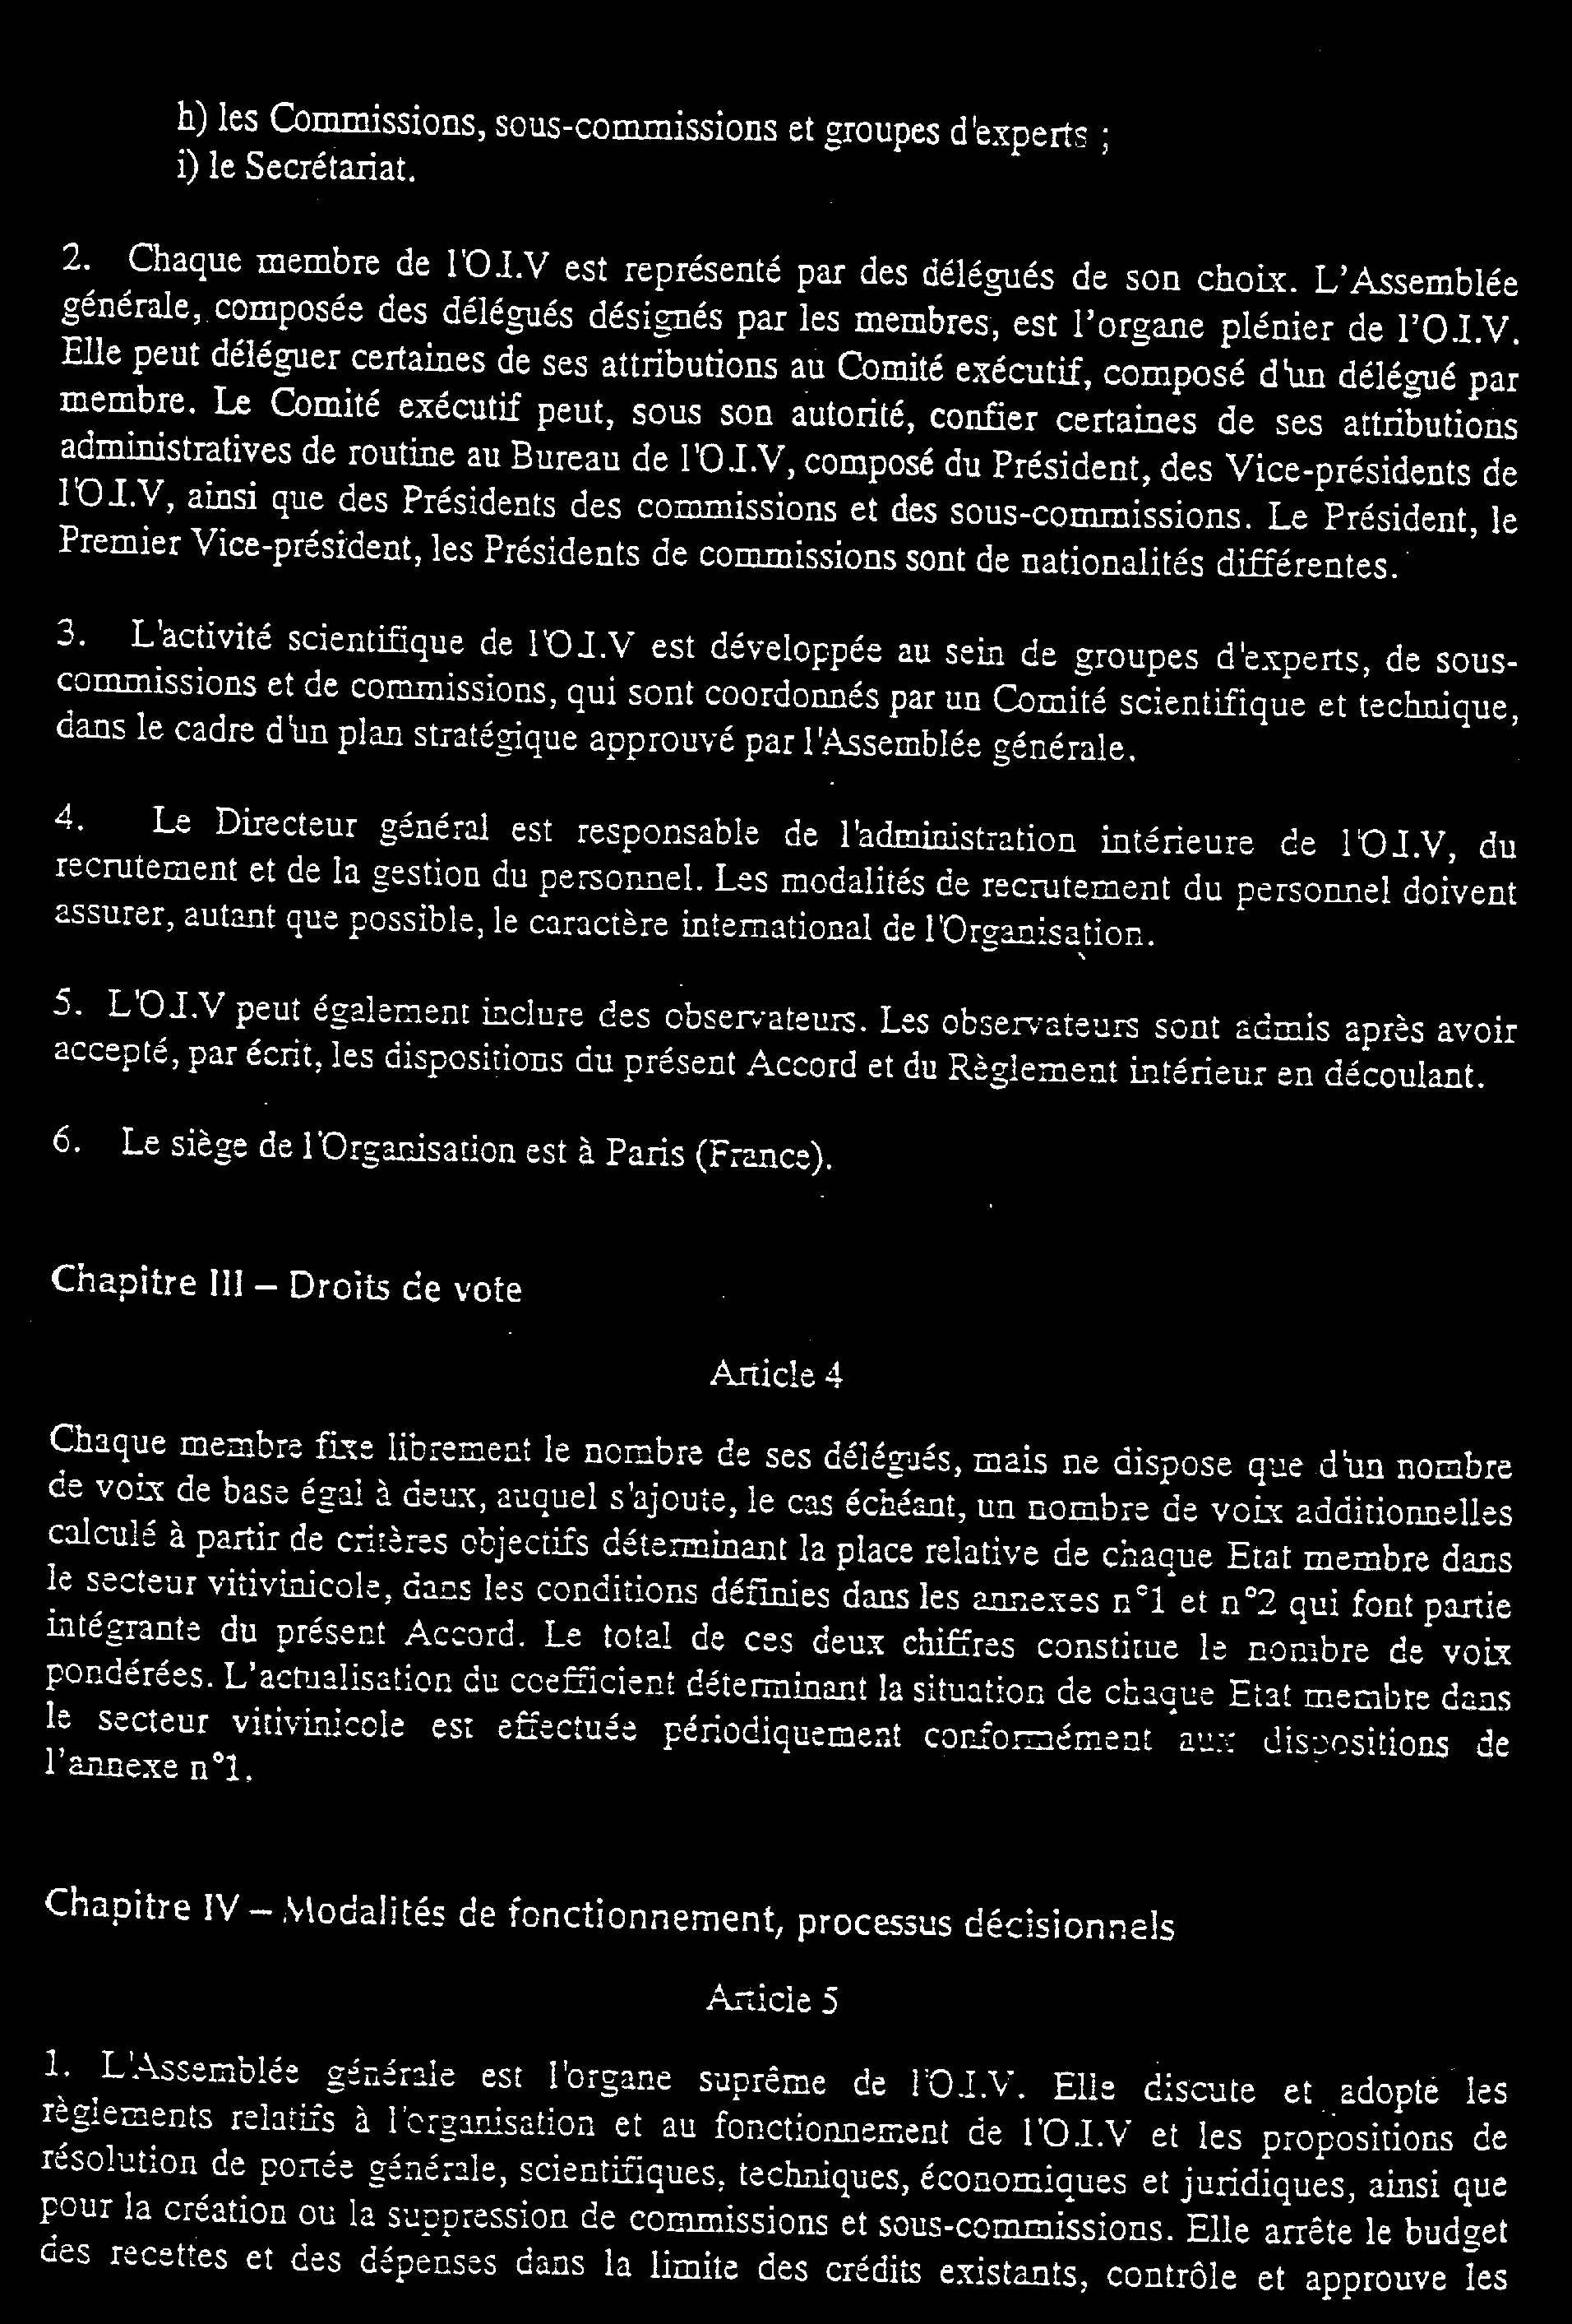 h) les Commissions, sous-commissions et groupes d'experts ;
i) le Secrétariat.
2. Chaque membre de l'O.I.V est représenté par des délégués de son choix. L'Assemblée
générale, composée des délégués désignés par les membres, est l'organe plénier de l'O.I.V.
Elle peut déléguer certaines de ses attributions au Comité exécutif, composé d'un délégué par
membre. Le Comité exécutif peut, sous son autorité, confier certaines de ses attributions
administratives de routine au Bureau de l'O.I.V, composé du Président, des Vice-présidents de
l'O.I.V, ainsi que des Présidents des commissions et des sous-commissions. Le Président, le
Premier Vice-président, les Présidents de commissions sont de nationalités différentes.
3. L'activité scientifique de l'O.I.V est développée au sein de groupes d'experts, de sous-
commissions et de commissions, qui sont coordonnés par un Comité scientifique et technique,
dans le cadre d'un plan stratégique approuvé par l'Assemblée générale.
4. Le Directeur général est responsable de l'administration intérieure de l'O.I.V, du
recrutement et de la gestion du personnel. Les modalités de recrutement du personnel doivent
assurer, autant que possible, le caractère international de l'Organisation.
5. L'O.I.V peut également inclure des observateurs. Les observateurs sont admis après avoir
accepté, par écrit, les dispositions du présent Accord et du Règlement intérieur en découlant.
6. Le siège de l'Organisation est à Paris (France).
Chapitre III – Droits de vote
Article 4
Chaque membre fixe librement le nombre de ses délégués, mais ne dispose que d'un nombre
de voix de base égal à deux, auquel s'ajoute, le cas échéant, un nombre de voix additionnelles
calculé à partir de critères objectifs déterminant la place relative de chaque Etat membre dans
le secteur vitivinicole, dans les conditions définies dans les annexes n°1 et n°2 qui font partie
intégrante du présent Accord. Le total de ces deux chiffres constitue le nombre de voix
pondérées. L'actualisation du coefficient déterminant la situation de chaque Etat membre dans
le secteur vitivinicole est effectuée périodiquement conformément aux dispositions de
l'annexe n°1.
Chapitre IV – Modalités de fonctionnement, processus décisionnels
Article 5
1. L'Assemblée générale est l'organe suprême de l'O.I.V. Elle discute et adopte les
règlements relatifs à l'organisation et au fonctionnement de l'O.I.V et les propositions de
résolution de portée générale, scientifiques, techniques, économiques et juridiques, ainsi que
pour la création ou la suppression de commissions et sous-commissions. Elle arrête le budget
des recettes et des dépenses dans la limite des crédits existants, contrôle et approuve les